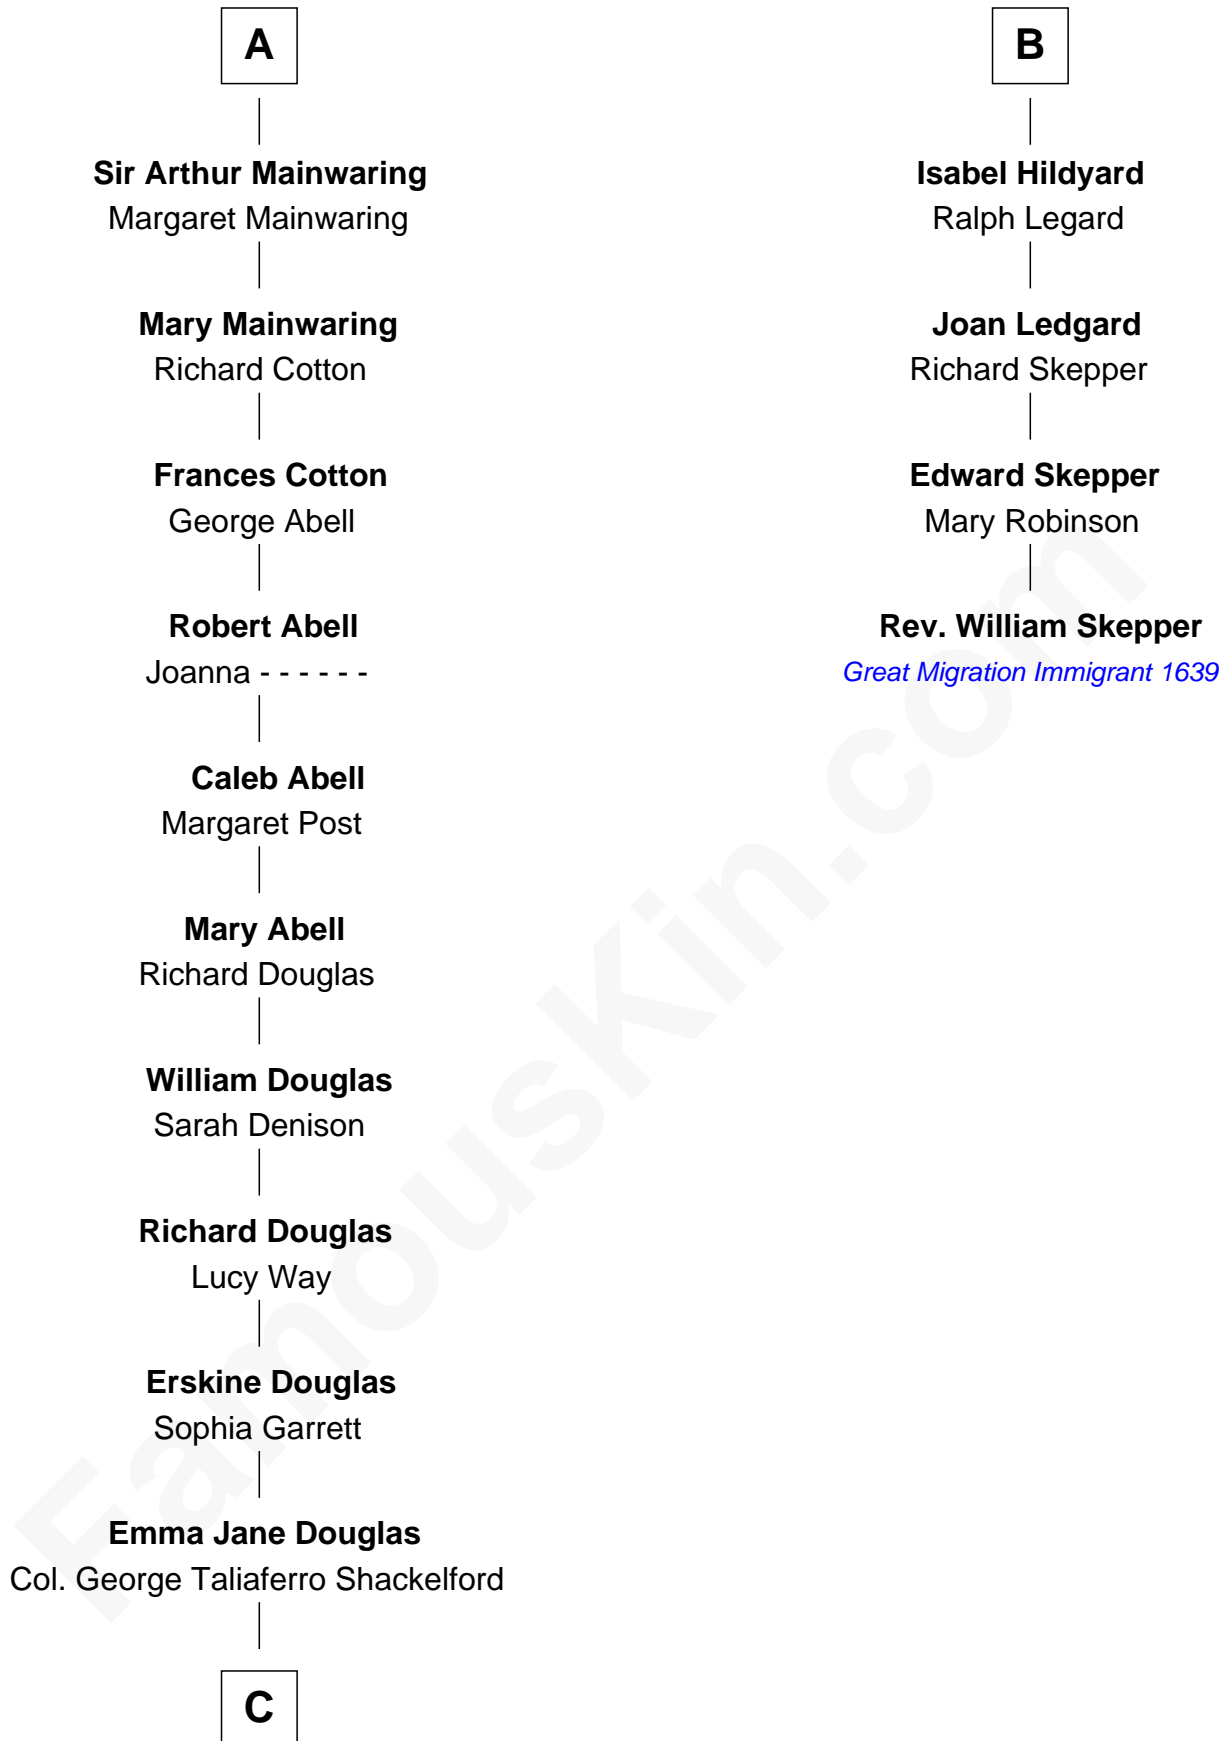 A
Sir Arthur Mainwaring
Margaret Mainwaring
Mary Mainwaring
Richard Cotton
Frances Cotton
George Abell
Robert Abell
Joanna - - - - - -
Caleb Abell
Margaret Post
Mary Abell
Richard Douglas
William Douglas
Sarah Denison
Richard Douglas
Lucy Way
Erskine Douglas
Sophia Garrett
Emma Jane Douglas
Col. George Taliaferro Shackelford
C
B
Isabel Hildyard
Ralph Legard
Joan Ledgard
Richard Skepper
Edward Skepper
Mary Robinson
Rev. William Skepper
Great Migration Immigrant 1639
FamousKin.com